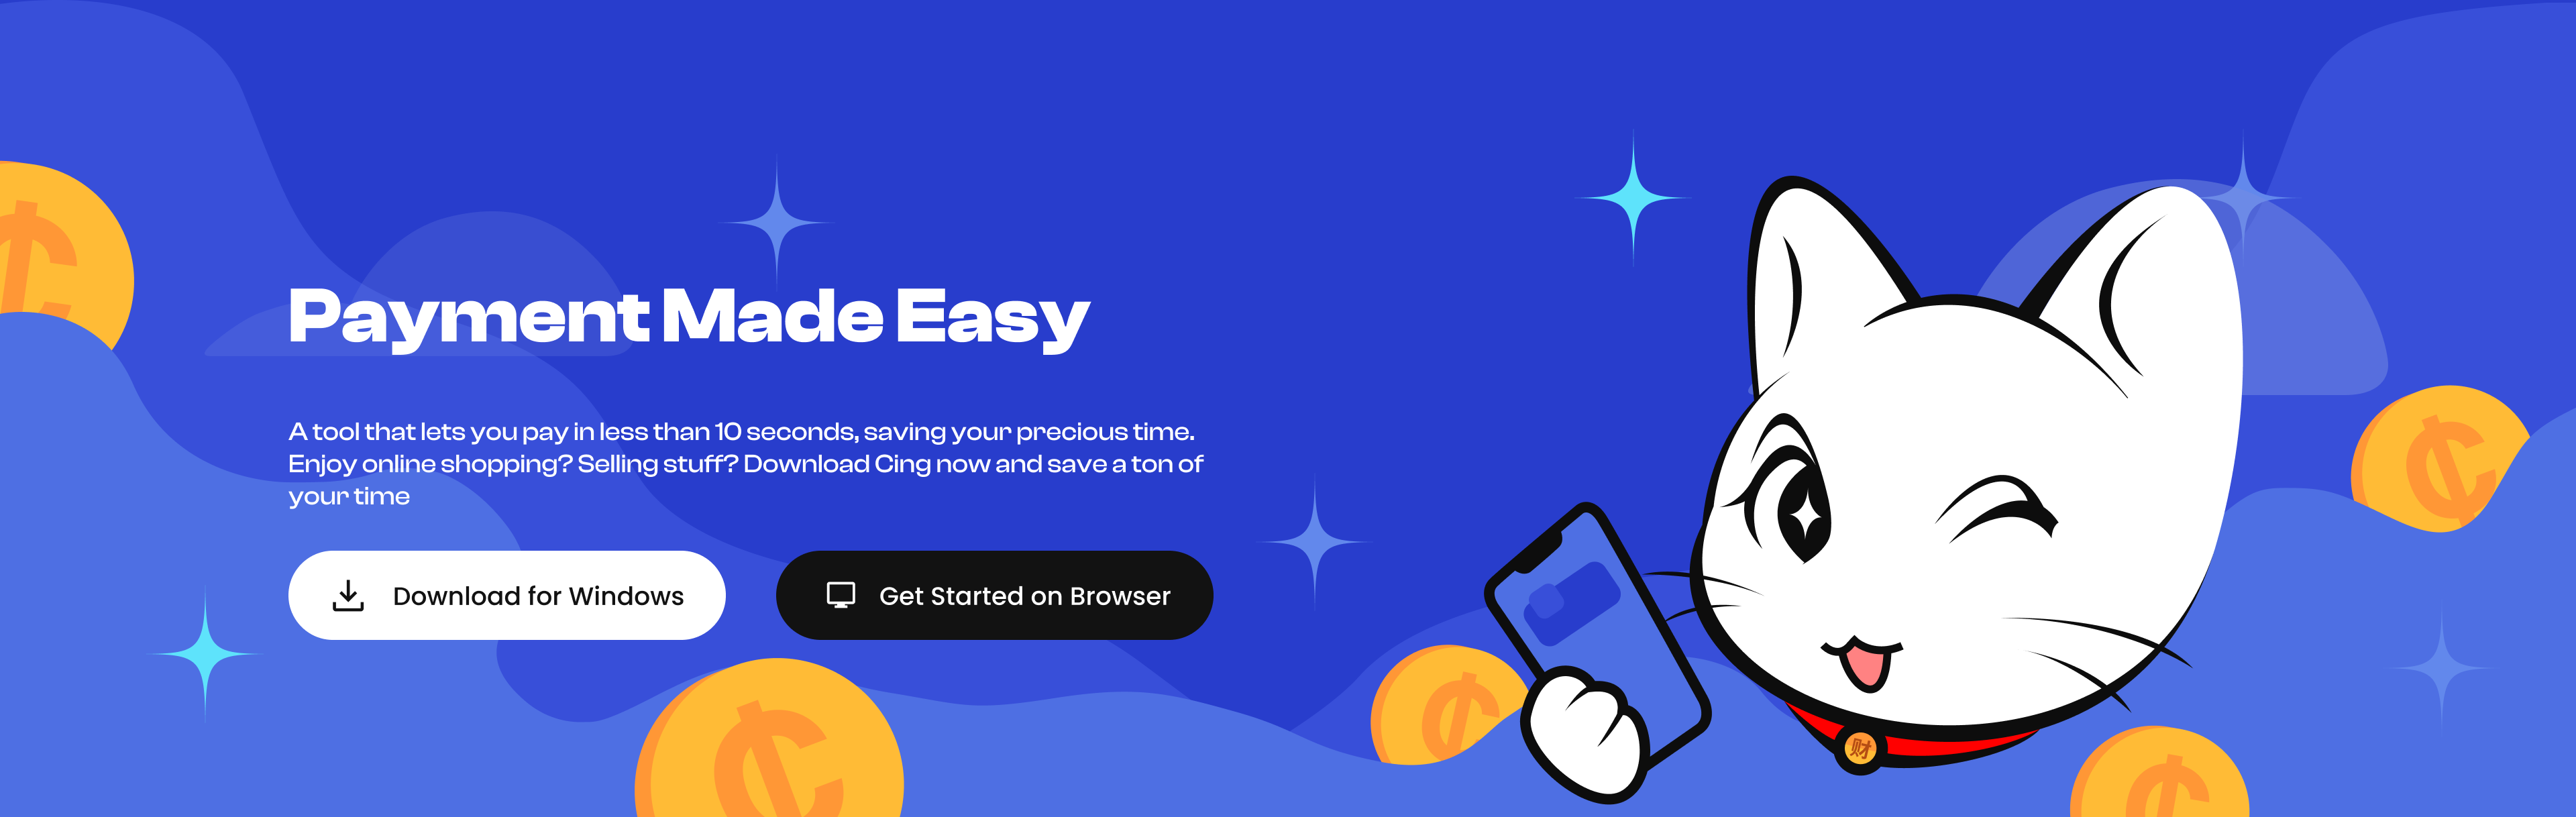 Payment Made Easy
A tool that lets you pay in less than 10 seconds, saving your precious time.
Enjoy online shopping? Selling stuff? Download Cing now and save a ton of
your time
Download for Windows
Get Started on Browser
财